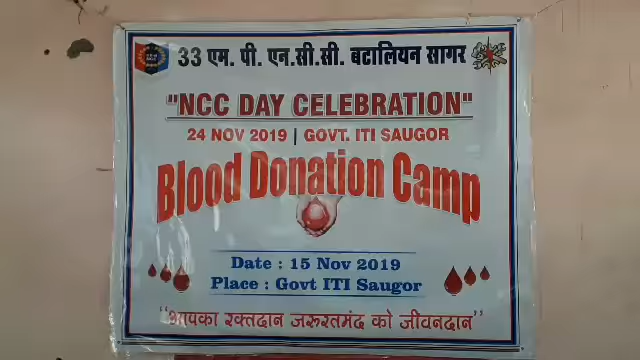 33 एम. पी. एन.सी.सी. बटालियन सागर
"NCC DAY CELEBRATION"
24 NOV 2019 | GOVT. ITI SAUGOR
Blood Donation Camp
Date : 15 Nov 2019
Place : Govt ITI Saugor
“आपका रक्तदान जरूरतमंद को जीवनदान”